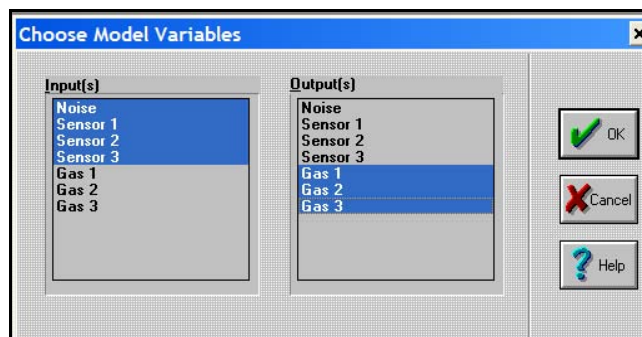 Choose Model Variables
Input(s)
Noise
Sensor 1
Sensor 2
Sensor 3
Gas 1
Gas 2
Gas 3
Output(s)
Noise
Sensor 1
Sensor 2
Sensor 3
Gas 1
Gas 2
Gas 3
OK
Cancel
Help